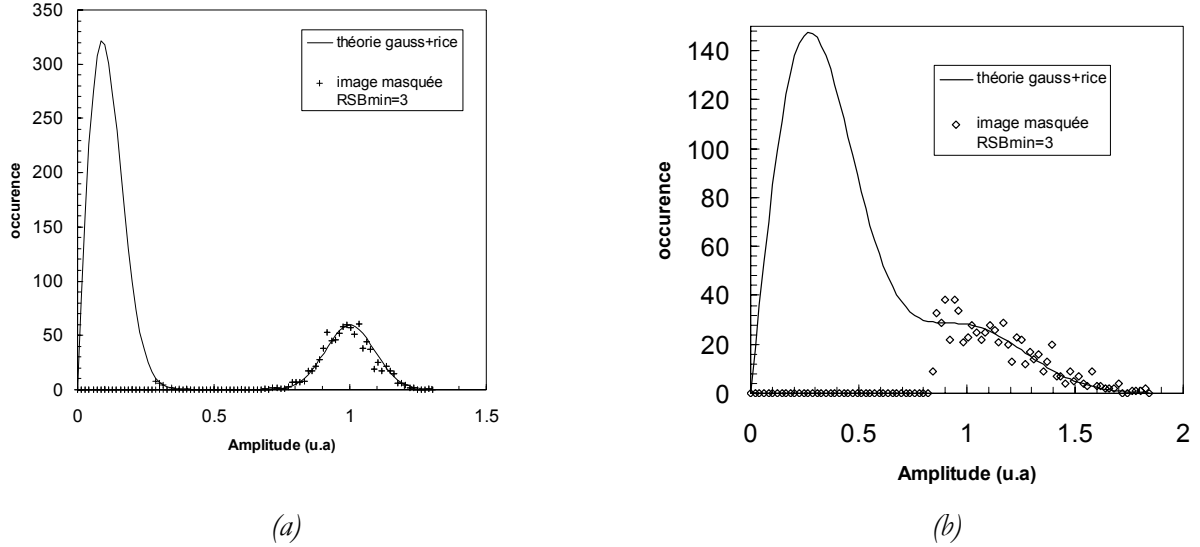 350
300
250
200
150
100
50
0
0
0.5
1
1.5
occurence
Amplitude (u.a)
théorie gauss+rice
image masquée
RSBmin=3
(a)
140
120
100
80
60
40
20
0
0
0.5
1
1.5
2
occurence
Amplitude (u.a)
théorie gauss+rice
image masquée
RSBmin=3
(b)